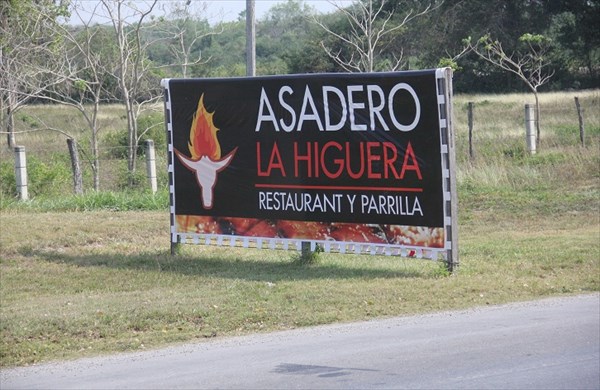 ASADERO
LA HIGUERA
RESTAURANT Y PARRILLA